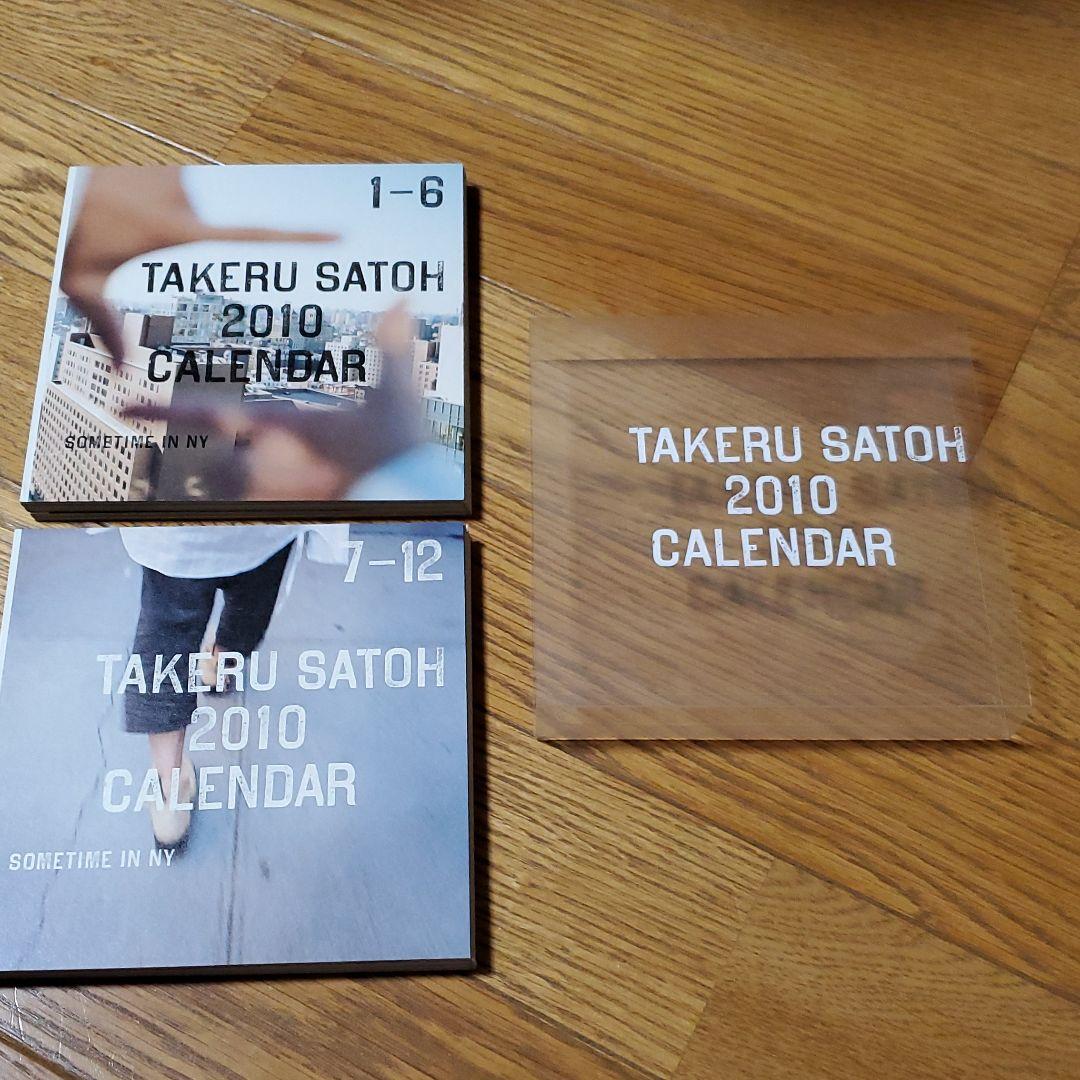 1-6
TAKERU SATOH
2010
CALENDAR
SOMETIME IN NY
7-12
TAKERU SATOH
2010
CALENDAR
SOMETIME IN NY
TAKERU SATOH
2010
CALENDAR